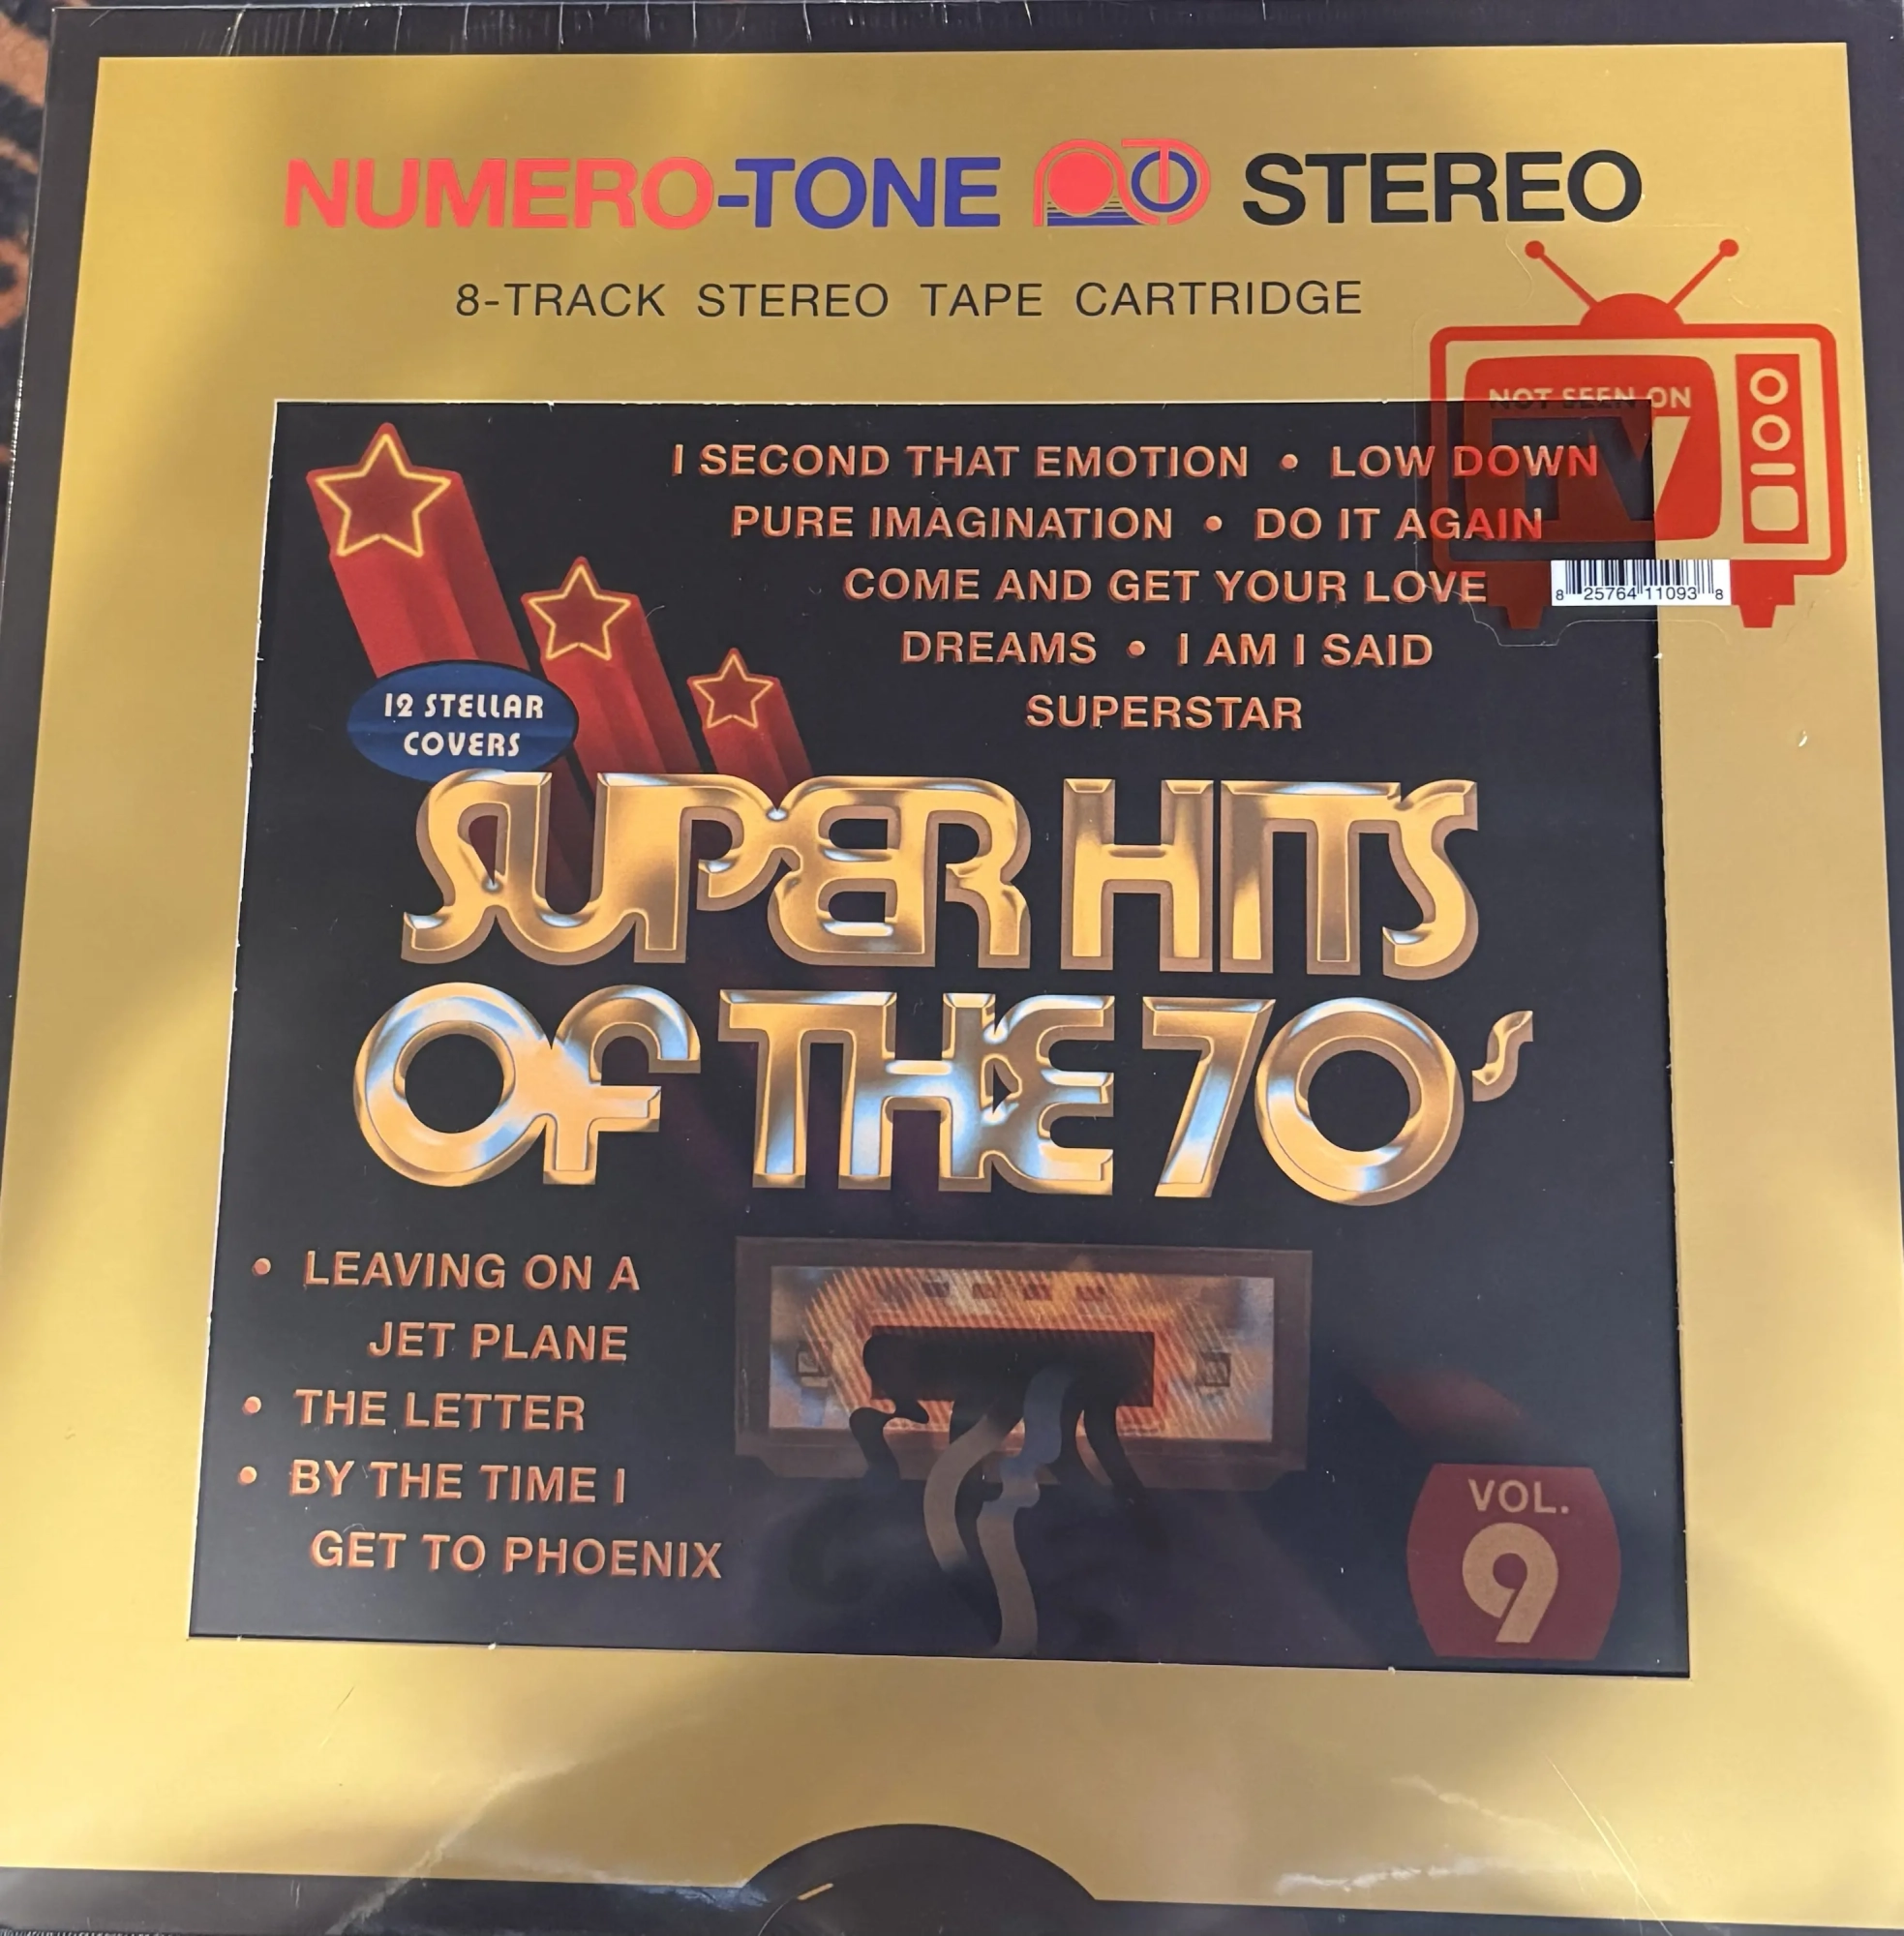 NUMERO-TONE STEREO
8-TRACK STEREO TAPE CARTRIDGE
NOT SEEN ON
TV
I SECOND THAT EMOTION • LOW DOWN
PURE IMAGINATION • DO IT AGAIN
COME AND GET YOUR LOVE
8 25764 11093 8
DREAMS • I AM I SAID
SUPERSTAR
12 STELLAR
COVERS
SUPER HITS
OF THE 70's
• LEAVING ON A
JET PLANE
• THE LETTER
• BY THE TIME I
GET TO PHOENIX
VOL.
9